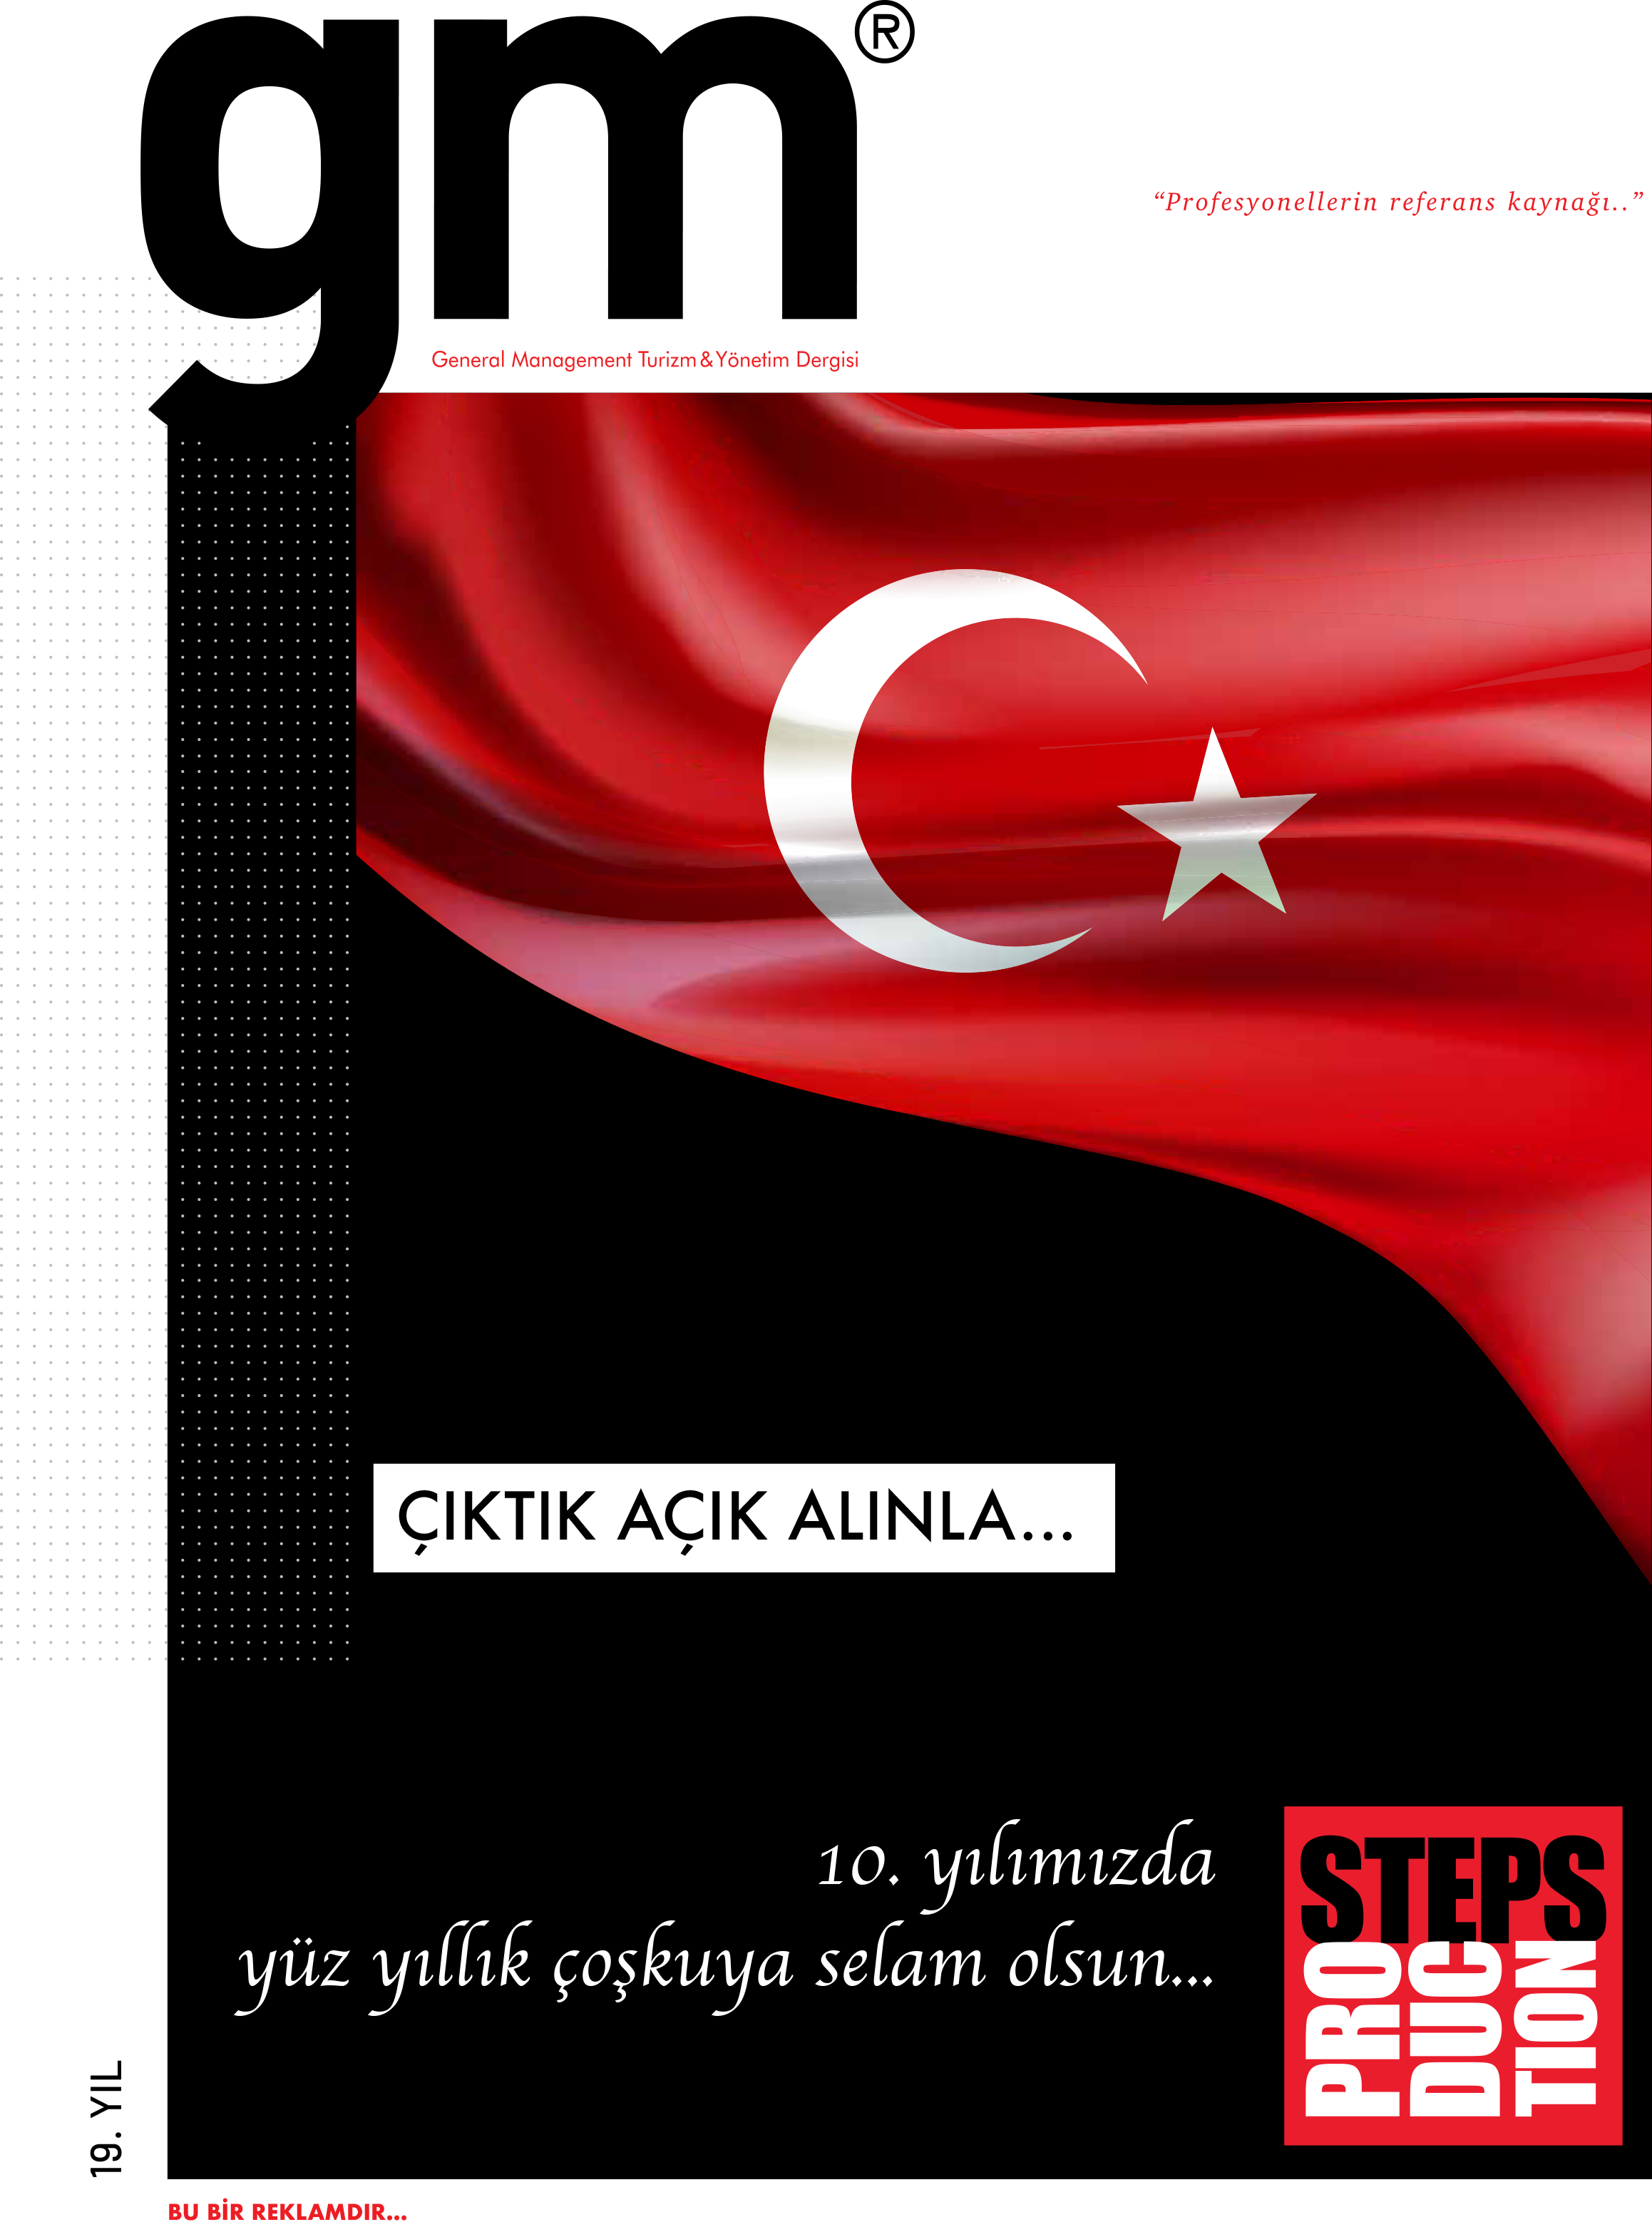 gm®
“Profesyonellerin referans kaynağı..”
General Management Turizm & Yönetim Dergisi
ÇIKTIK AÇIK ALINLA...
10. yılımızda
yüz yıllık çoşkuya selam olsun...
STEPS
PRO
DUC
TION
19. YIL
BU BİR REKLAMDIR...